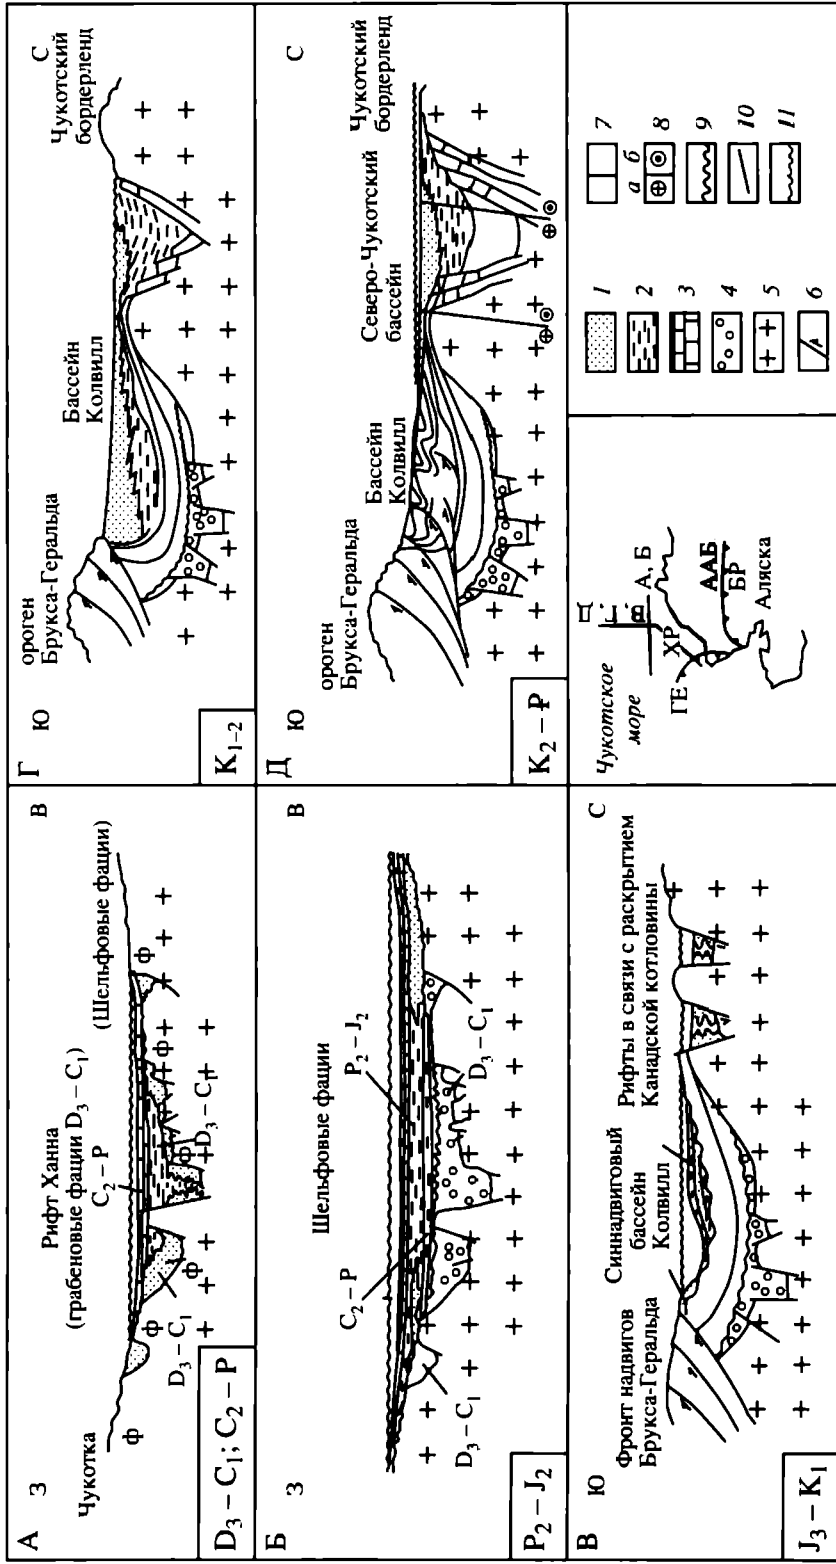 А
З
В
Чукотка
Рифт Ханна
(грабеновые фации D₃ – C₁)
C₂ – P
(Шельфовые фации)
ф
ф
ф
ф
ф
ф
D₃ – C₁
D₃ – C₁
D₃ – C₁; C₂ – P
Б
З
В
Шельфовые фации
C₂ – P
P₂ – J₂
D₃ – C₁
D₃ – C₁
P₂ – J₂
В
Ю
С
Фронт надвигов
Брукса-Геральда
Синнадвиговый
бассейн
Колвилл
Рифты в связи с раскрытием
Канадской котловины
J₃ – K₁
Г
Ю
С
ороген
Брукса-Геральда
Бассейн
Колвилл
Чукотский
бордерленд
K₁₋₂
Д
Ю
С
ороген
Брукса-Геральда
Бассейн
Колвилл
Северо-Чукотский
бассейн
Чукотский бордерленд
K₂ – P
Чукотское
море
В, Г, Д
А, Б
ХР
ГЕ
ААБ
БР
Аляска
1
2
3
4
5
6
7
а б
8
9
10
11